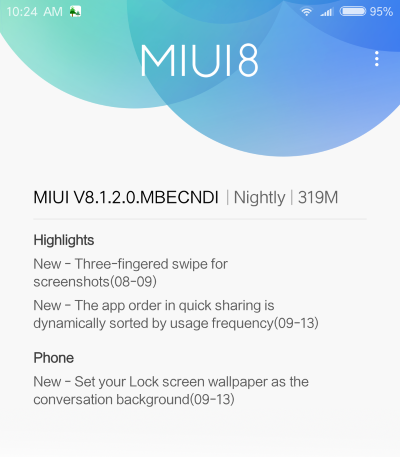 10:24 AM 95%
MIUI 8
MIUI V8.1.2.0.MBECNDI | Nightly | 319M
Highlights
New - Three-fingered swipe for
screenshots(08-09)
New - The app order in quick sharing is
dynamically sorted by usage frequency(09-13)
Phone
New - Set your Lock screen wallpaper as the
conversation background(09-13)